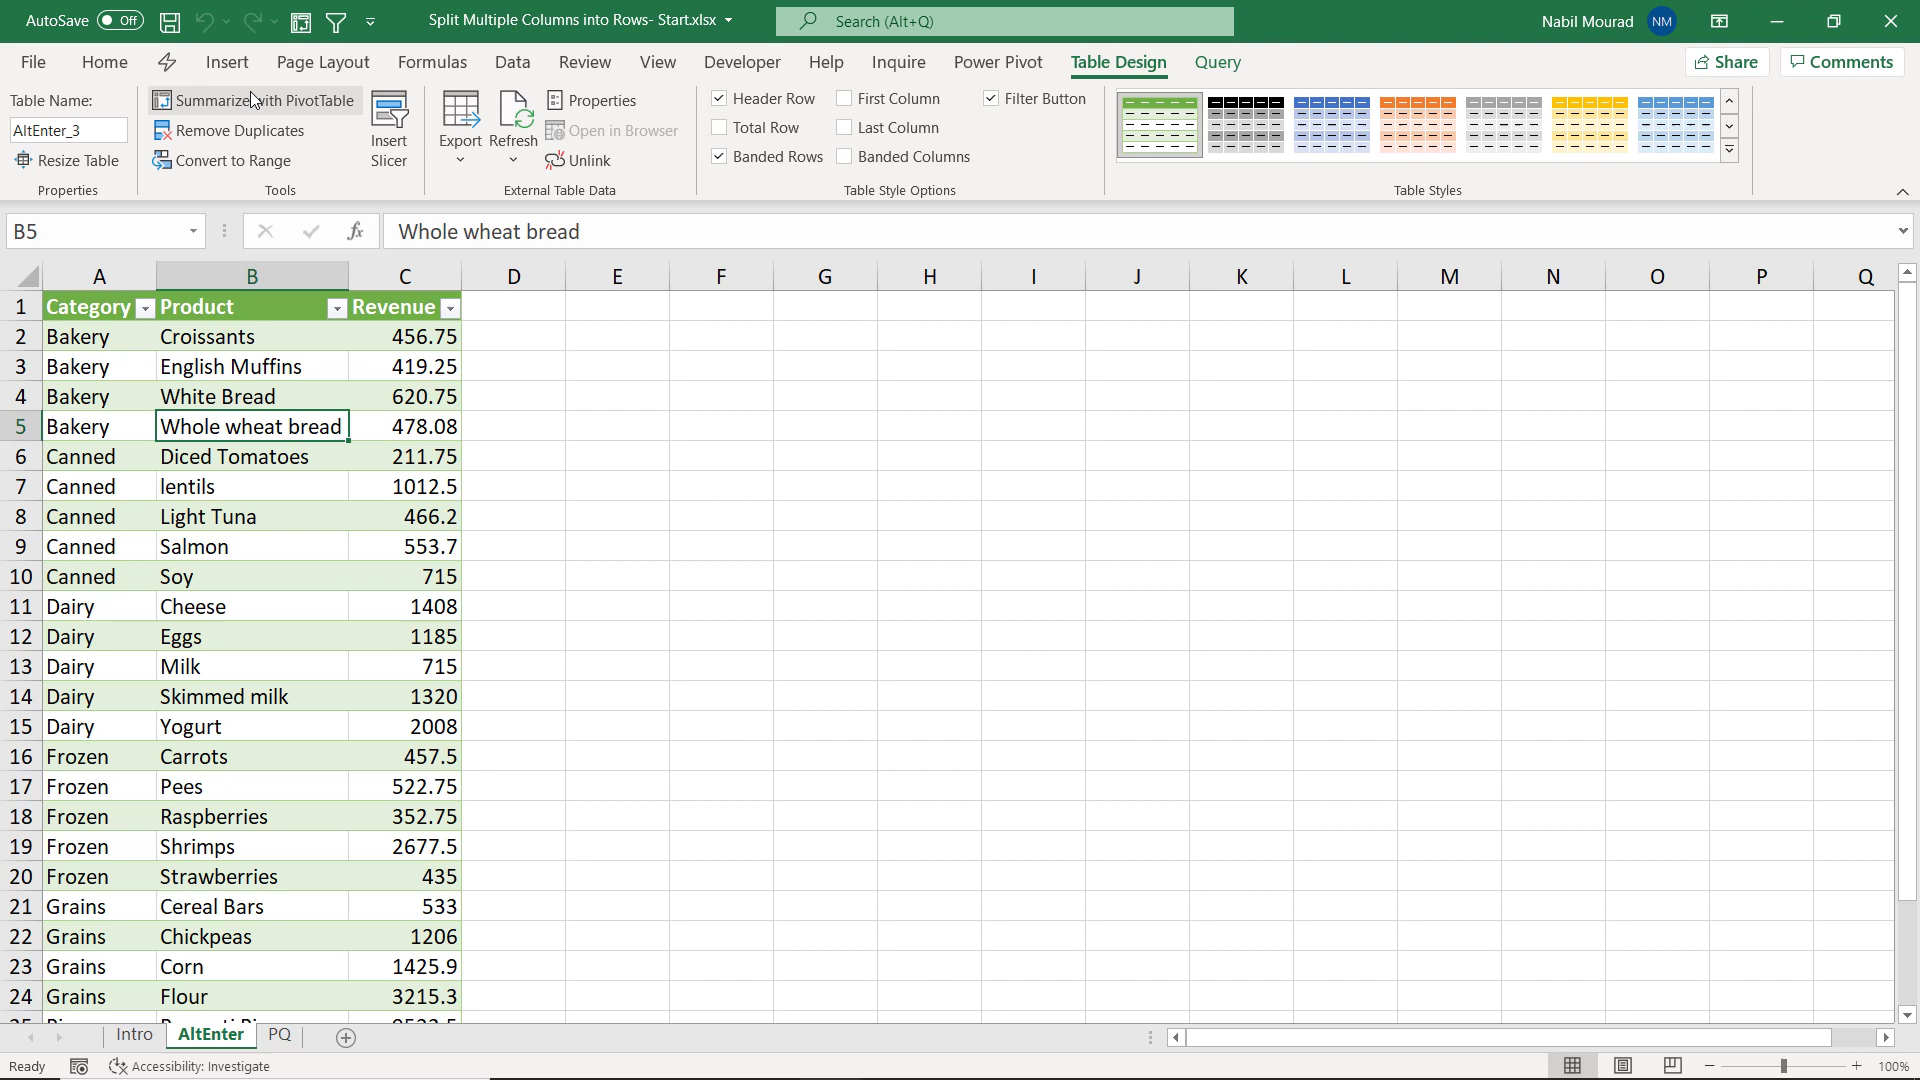 AutoSave Off Split Multiple Columns into Rows- Start.xlsx Search (Alt+Q) Nabil Mourad NM
File Home Insert Page Layout Formulas Data Review View Developer Help Inquire Power Pivot Table Design Query Share Comments
Table Name:
AltEnter_3
Resize Table
Properties
Summarize with PivotTable
Remove Duplicates
Convert to Range
Tools
Insert
Slicer
Export
Refresh
Properties
Open in Browser
Unlink
External Table Data
Header Row First Column Filter Button
Total Row Last Column
Banded Rows Banded Columns
Table Style Options
Table Styles
B5 fx Whole wheat bread
A B C D E F G H I J K L M N O P Q
1 Category Product Revenue
2 Bakery Croissants 456.75
3 Bakery English Muffins 419.25
4 Bakery White Bread 620.75
5 Bakery Whole wheat bread 478.08
6 Canned Diced Tomatoes 211.75
7 Canned lentils 1012.5
8 Canned Light Tuna 466.2
9 Canned Salmon 553.7
10 Canned Soy 715
11 Dairy Cheese 1408
12 Dairy Eggs 1185
13 Dairy Milk 715
14 Dairy Skimmed milk 1320
15 Dairy Yogurt 2008
16 Frozen Carrots 457.5
17 Frozen Pees 522.75
18 Frozen Raspberries 352.75
19 Frozen Shrimps 2677.5
20 Frozen Strawberries 435
21 Grains Cereal Bars 533
22 Grains Chickpeas 1206
23 Grains Corn 1425.9
24 Grains Flour 3215.3
Intro AltEnter PQ
Ready Accessibility: Investigate 100%